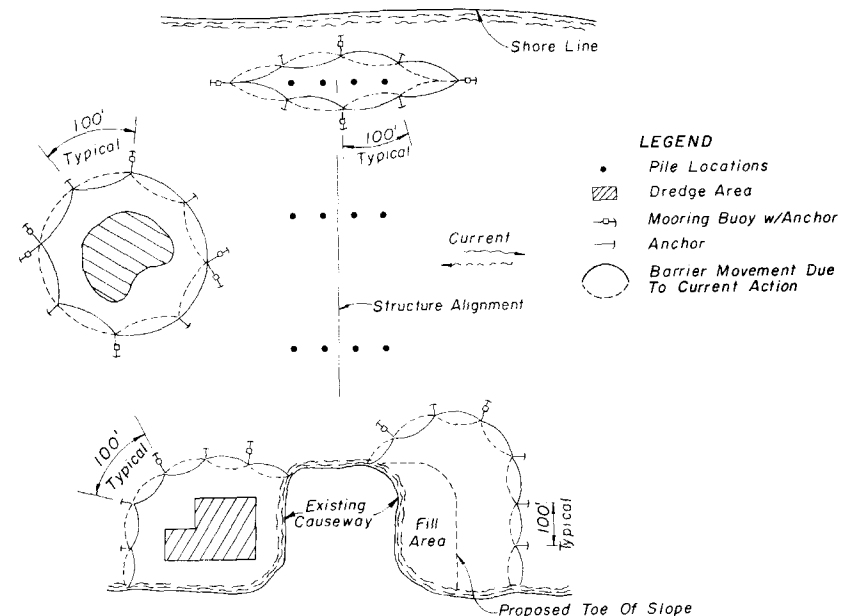 Shore Line
100'
Typical
100'
Typical
LEGEND
Pile Locations
Dredge Area
Mooring Buoy w/Anchor
Anchor
Barrier Movement Due
To Current Action
Current
Structure Alignment
100'
Typical
Existing
Causeway
Fill
Area
100'
Typical
Proposed Toe Of Slope